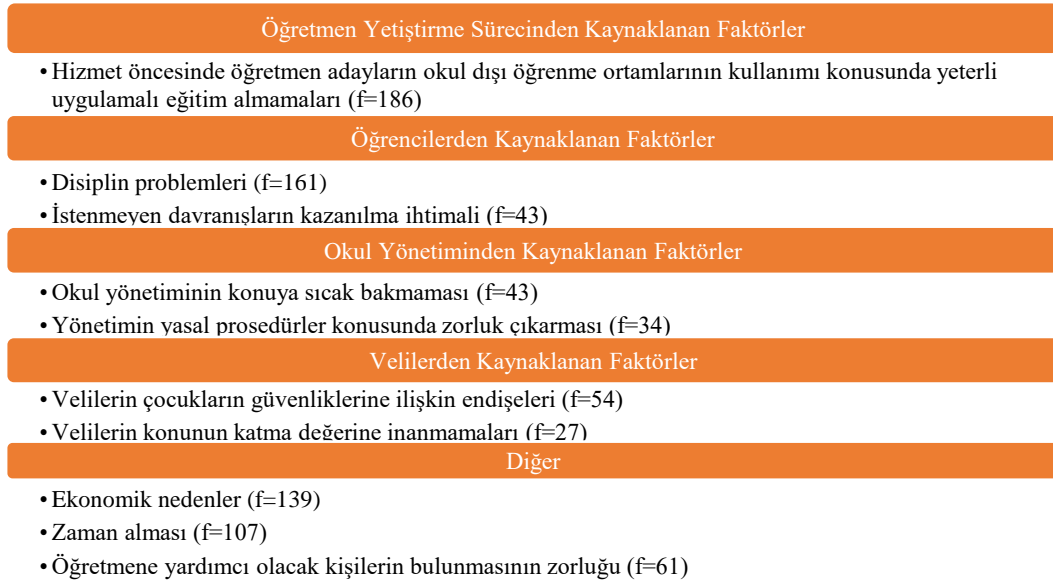 Öğretmen Yetiştirme Sürecinden Kaynaklanan Faktörler
• Hizmet öncesinde öğretmen adayların okul dışı öğrenme ortamlarının kullanımı konusunda yeterli
uygulamalı eğitim almamaları (f=186)
Öğrencilerden Kaynaklanan Faktörler
• Disiplin problemleri (f=161)
• İstenmeyen davranışların kazanılma ihtimali (f=43)
Okul Yönetiminden Kaynaklanan Faktörler
• Okul yönetiminin konuya sıcak bakmaması (f=43)
• Yönetimin yasal prosedürler konusunda zorluk çıkarması (f=34)
Velilerden Kaynaklanan Faktörler
• Velilerin çocukların güvenliklerine ilişkin endişeleri (f=54)
• Velilerin konunun katma değerine inanmamaları (f=27)
Diğer
• Ekonomik nedenler (f=139)
• Zaman alması (f=107)
• Öğretmene yardımcı olacak kişilerin bulunmasının zorluğu (f=61)